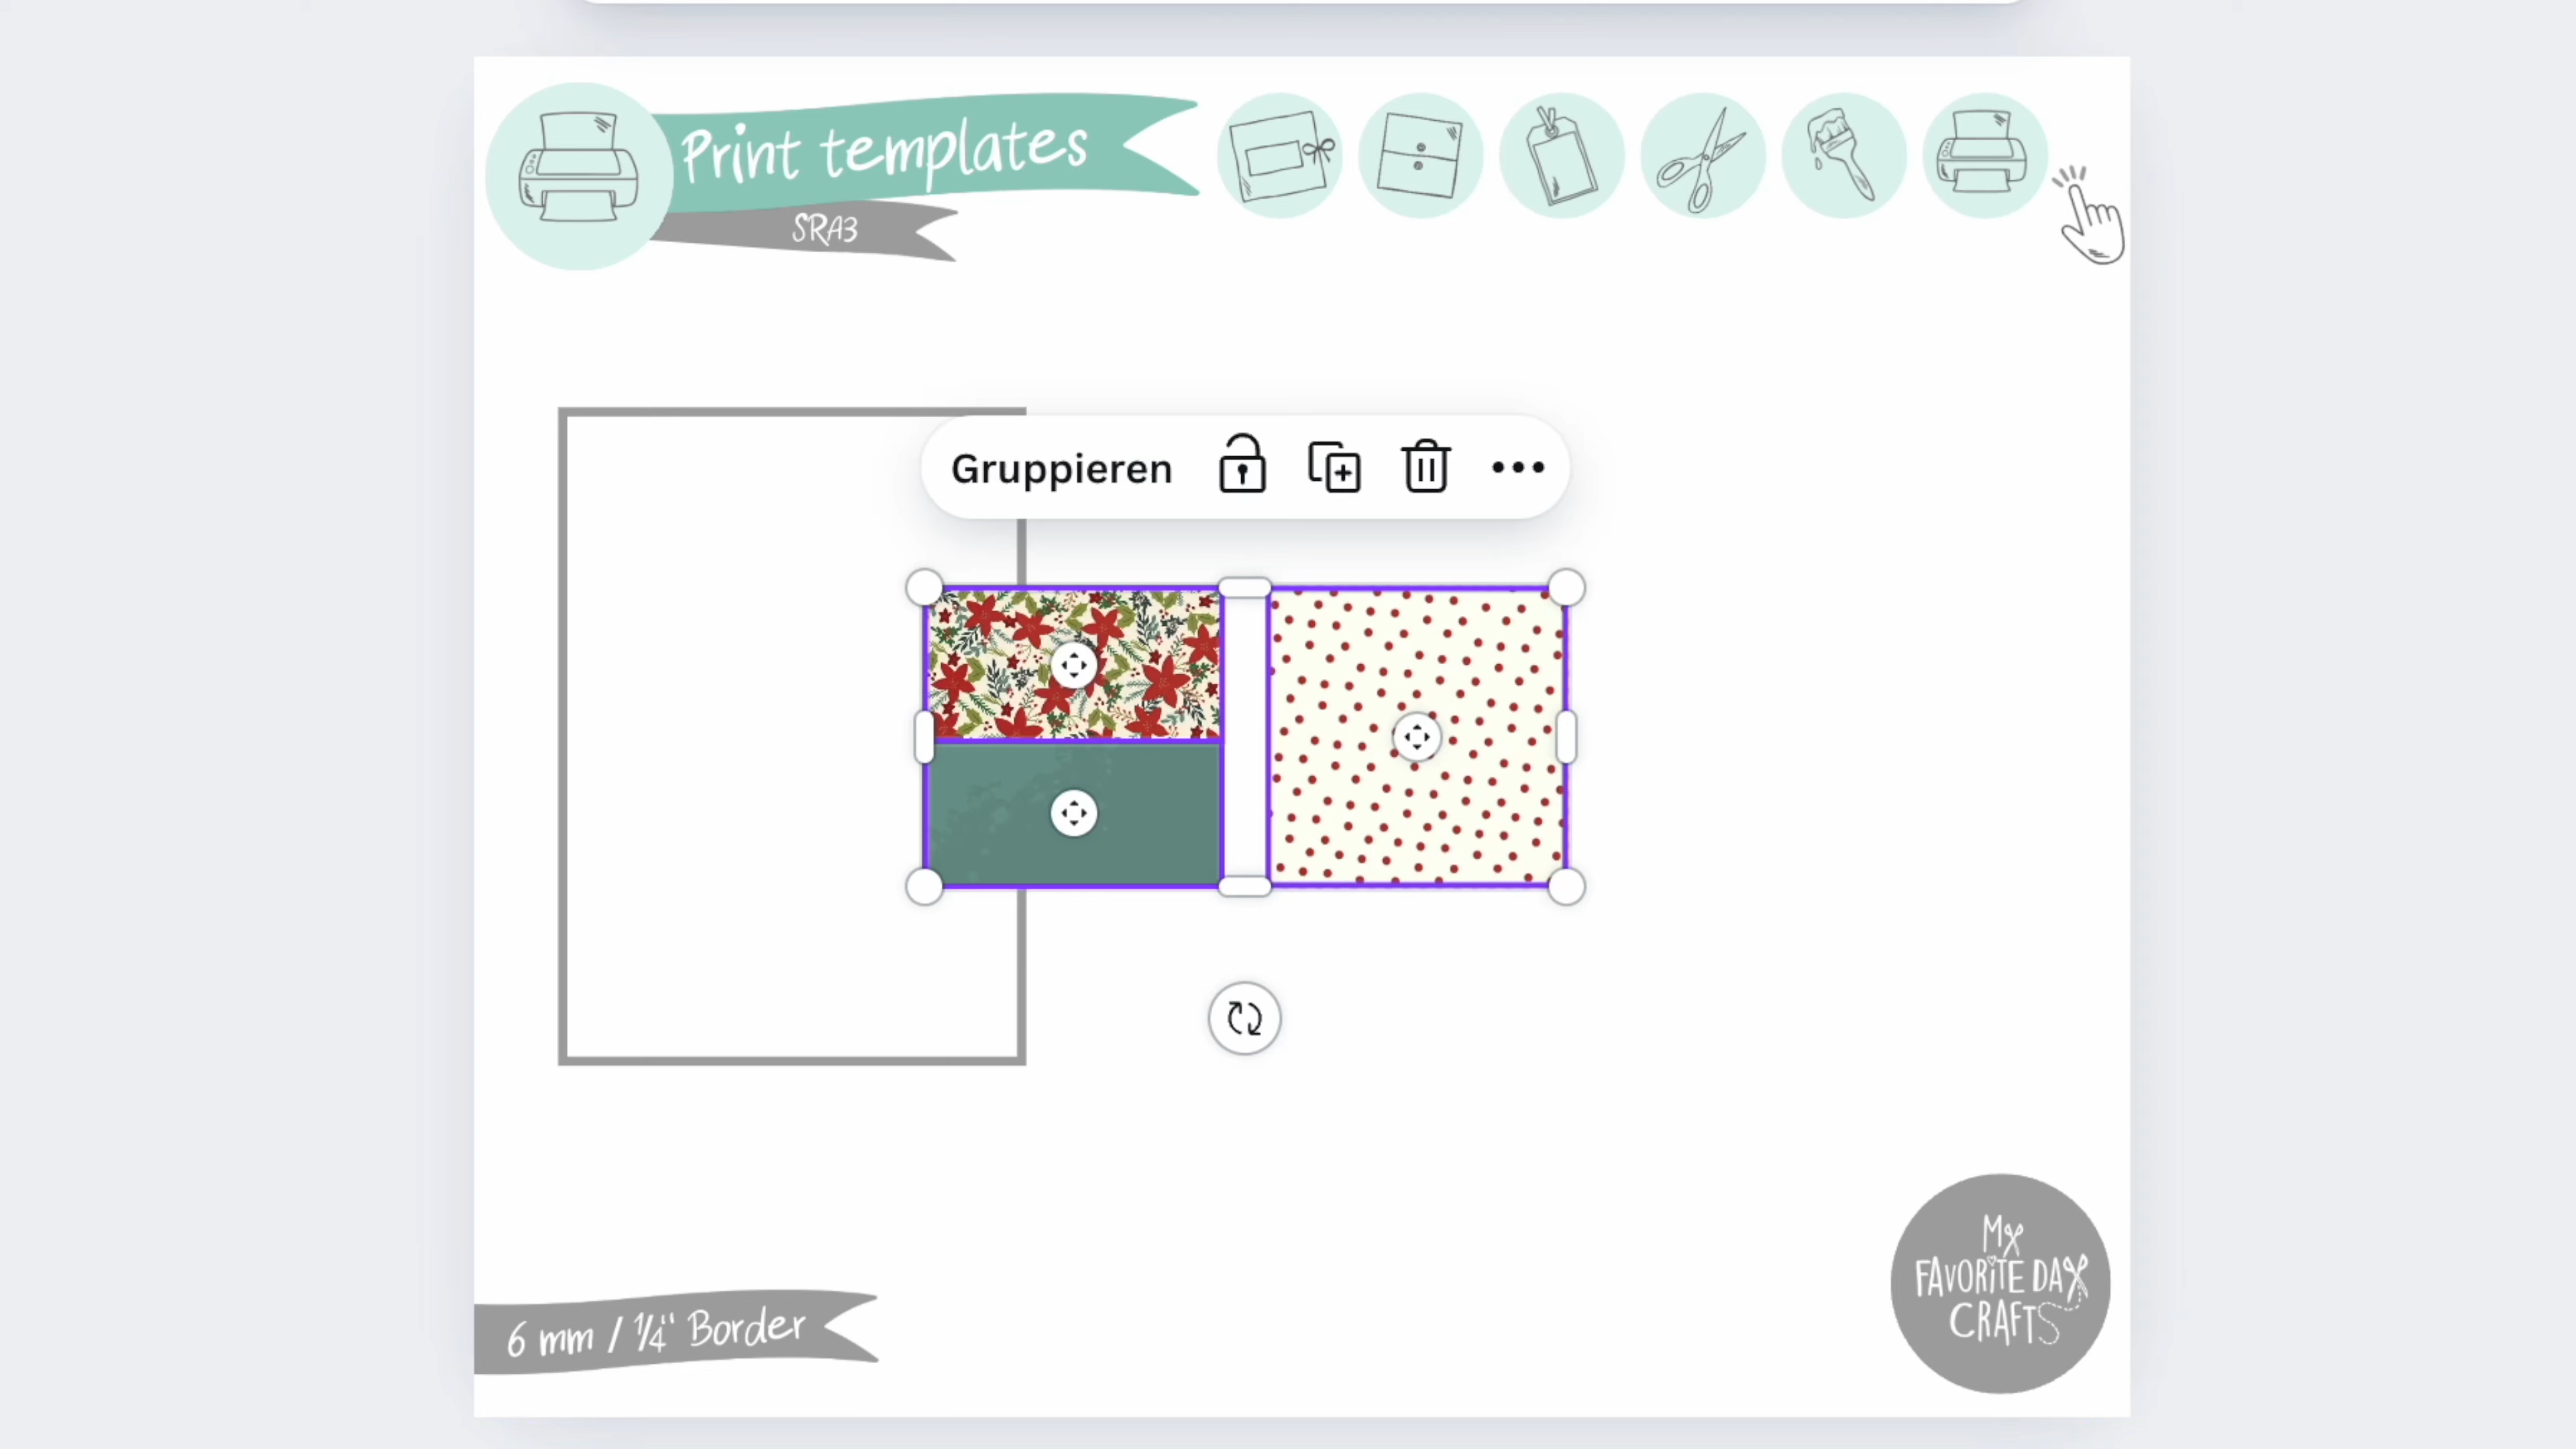 Print templates
SRA3
Gruppieren
6 mm / 1/4" Border
MY
FAVORITE DAY
CRAFTS